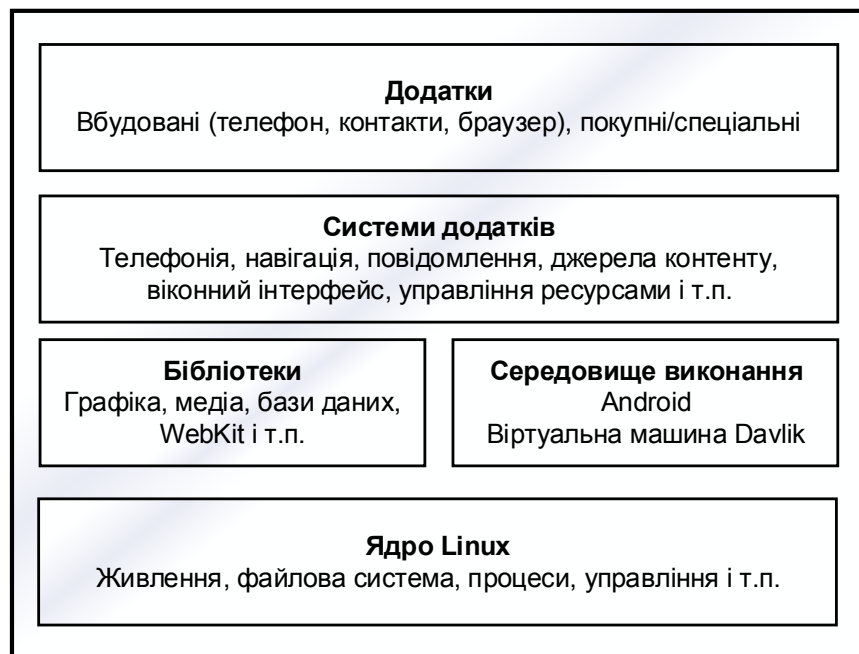 Додатки
Вбудовані (телефон, контакти, браузер), покупні/спеціальні
Системи додатків
Телефонія, навігація, повідомлення, джерела контенту,
віконний інтерфейс, управління ресурсами і т.п.
Бібліотеки
Графіка, медіа, бази даних,
WebKit і т.п.
Середовище виконання
Android
Віртуальна машина Davlik
Ядро Linux
Живлення, файлова система, процеси, управління і т.п.